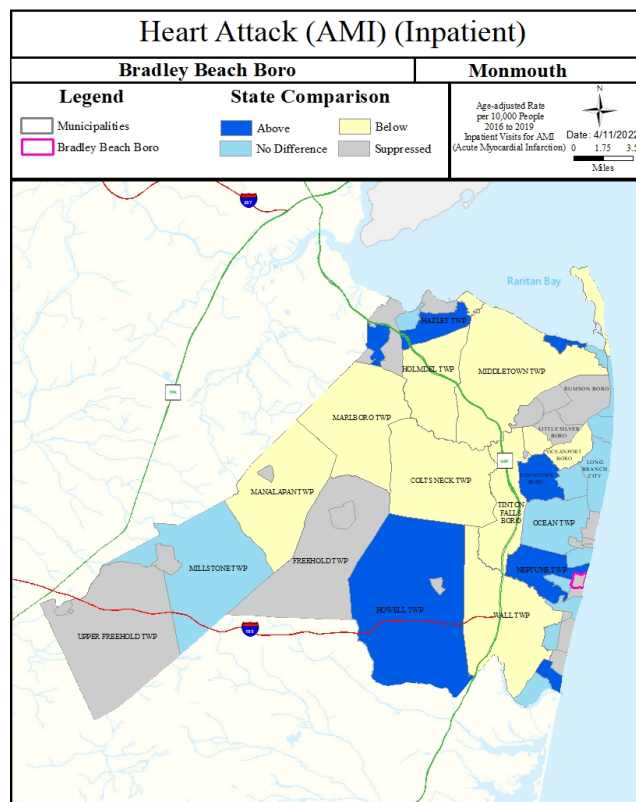 Heart Attack (AMI) (Inpatient)
Bradley Beach Boro
Monmouth
Legend
Municipalities
Bradley Beach Boro
State Comparison
Above
Below
No Difference
Suppressed
Age-adjusted Rate
per 10,000 People
2016 to 2019
Inpatient Visits for AMI
(Acute Myocardial Infarction)
N
Date: 4/11/2022
0 1.75 3.5
Miles
Raritan Bay
HAZLET TWP
HOLMDEL TWP
MIDDLETOWN TWP
RUMSON BORO
MARLBORO TWP
LITTLE SILVER
BORO
OCEANPORT
BORO
LONG
BRANCH
CITY
COLTS NECK TWP
MANALAPAN TWP
TINTON
FALLS
BORO
OCEAN TWP
FREEHOLD TWP
MILLSTONE TWP
NEPTUNE TWP
HOWELL TWP
WALL TWP
UPPER FREEHOLD TWP